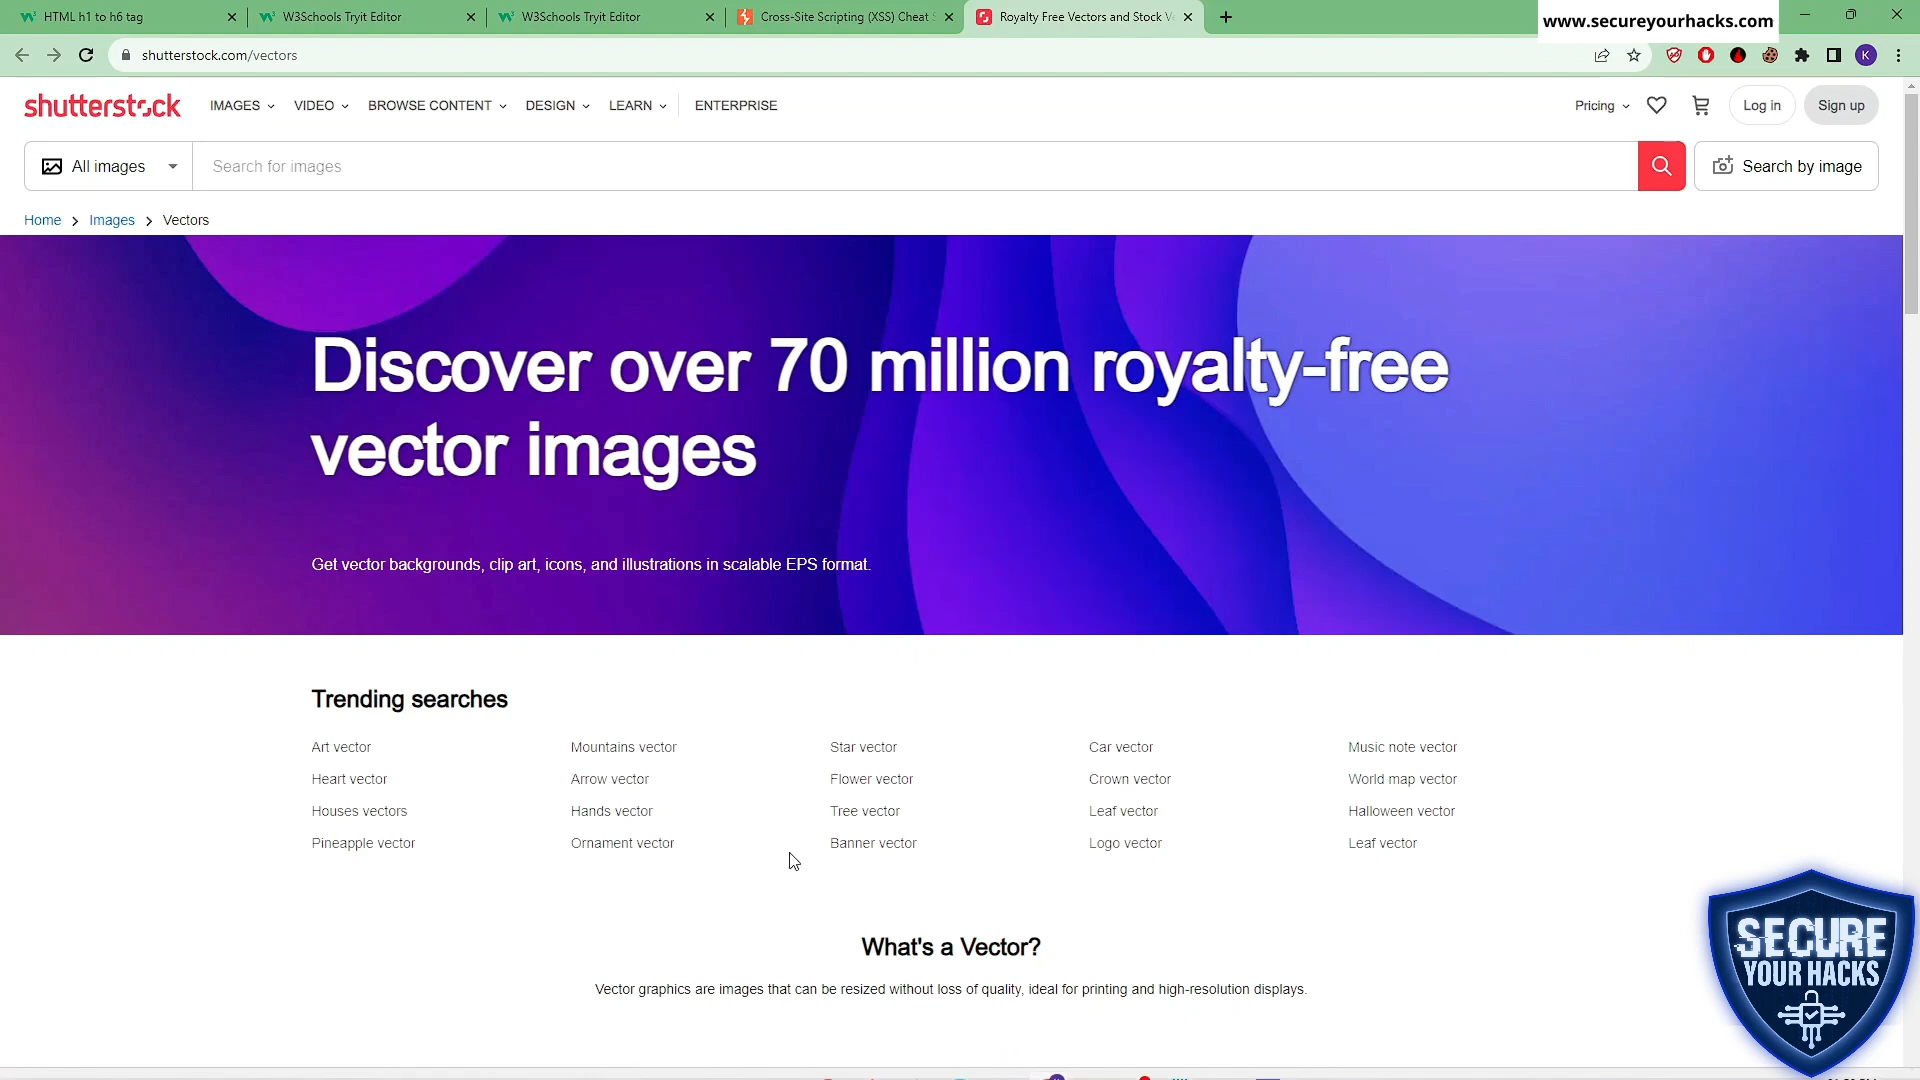 HTML h1 to h6 tag
W3Schools Tryit Editor
W3Schools Tryit Editor
Cross-Site Scripting (XSS) Cheat
Royalty Free Vectors and Stock
www.secureyourhacks.com
shutterstock.com/vectors
K
shutterstock
IMAGES
VIDEO
BROWSE CONTENT
DESIGN
LEARN
ENTERPRISE
Pricing
Log in
Sign up
All images
Search for images
Search by image
Home
Images
Vectors
Discover over 70 million royalty-free
vector images
Get vector backgrounds, clip art, icons, and illustrations in scalable EPS format.
Trending searches
Art vector
Mountains vector
Star vector
Car vector
Music note vector
Heart vector
Arrow vector
Flower vector
Crown vector
World map vector
Houses vectors
Hands vector
Tree vector
Leaf vector
Halloween vector
Pineapple vector
Ornament vector
Banner vector
Logo vector
Leaf vector
What's a Vector?
Vector graphics are images that can be resized without loss of quality, ideal for printing and high-resolution displays.
SECURE
YOUR HACKS